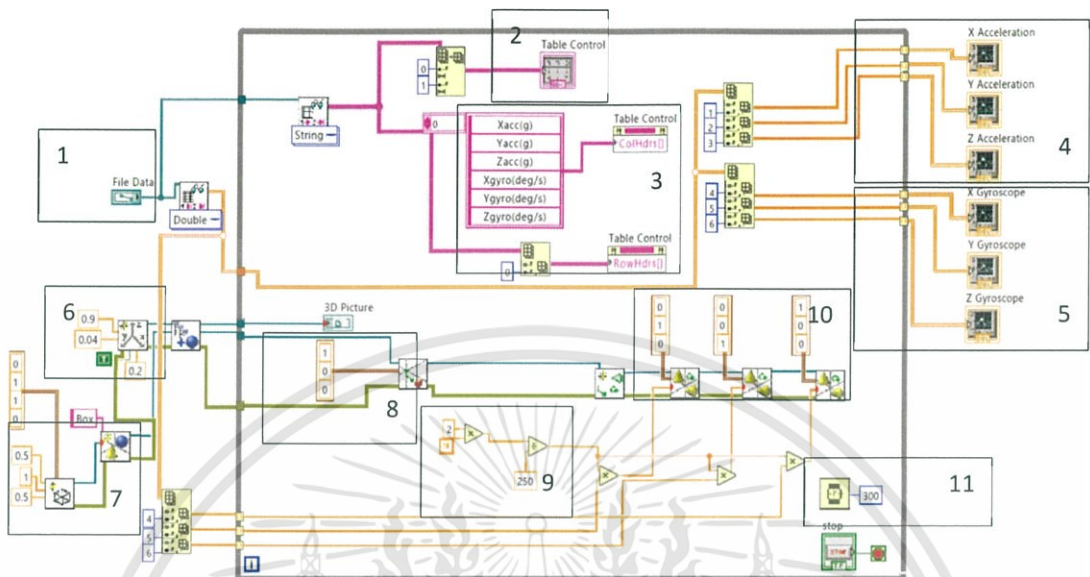 1
File Data
Double
String
2
0
1
Table Control
0
Xacc(g)
Yacc(g)
Zacc(g)
Xgyro(deg/s)
Ygyro(deg/s)
Zgyro(deg/s)
Table Control
ColHdrs[]
3
0
Table Control
RowHdrs[]
1
2
3
4
5
6
X Acceleration
Y Acceleration
Z Acceleration
4
X Gyroscope
Y Gyroscope
Z Gyroscope
5
6
0.9
0.04
0.2
3D Picture
0
1
1
0
Box
0.5
1
0.5
7
4
5
6
1
0
0
8
2
250
9
0
1
0
0
0
1
1
0
0
10
300
11
stop
STOP
i